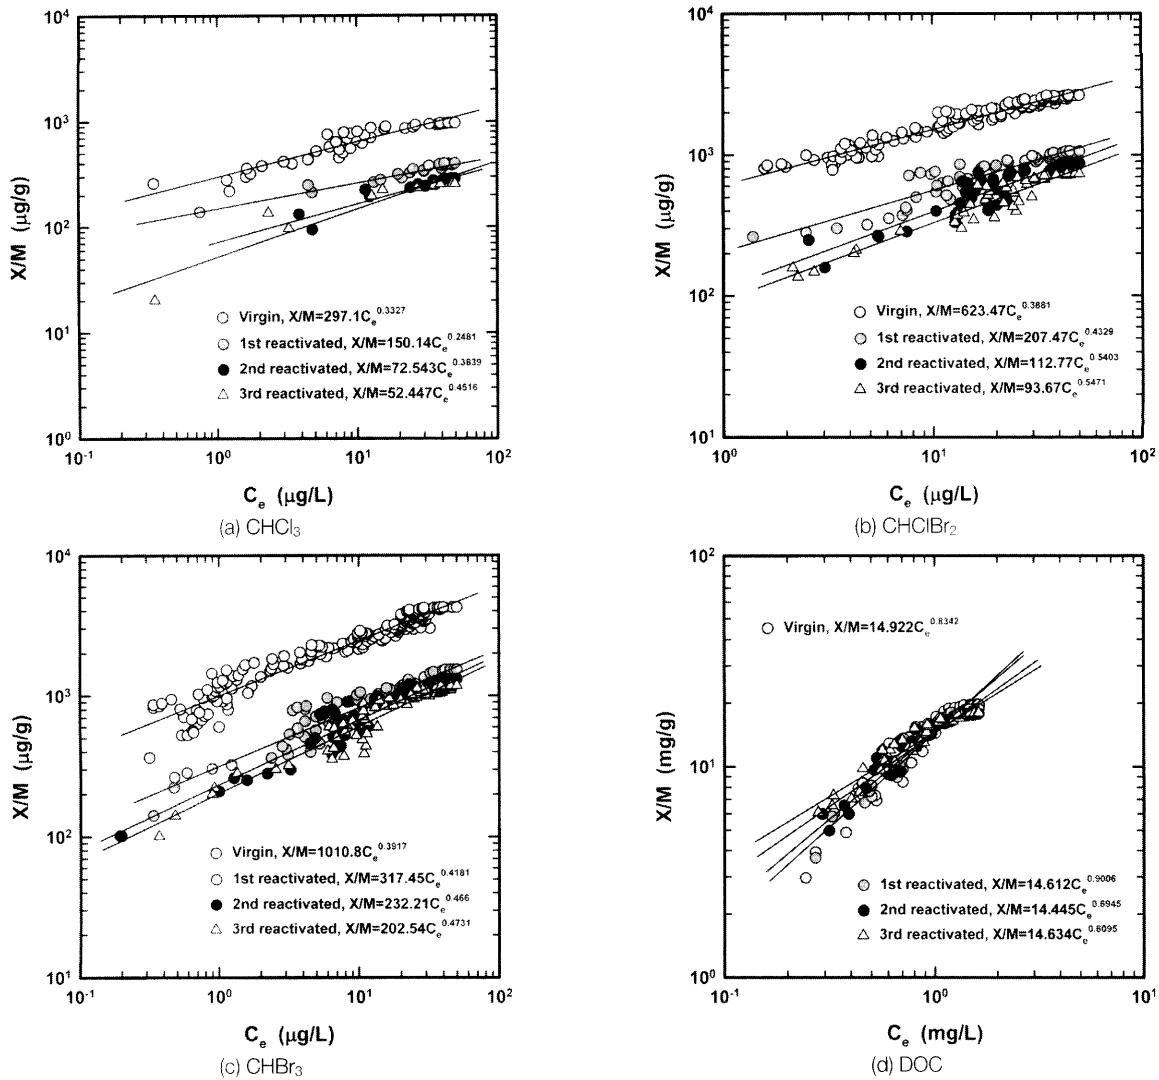 10⁴
10³
10²
10¹
10⁰
X/M (μg/g)
Virgin, X/M=297.1Cₑ^0.3327
1st reactivated, X/M=150.14Cₑ^0.2481
2nd reactivated, X/M=72.543Cₑ^0.3639
3rd reactivated, X/M=52.447Cₑ^0.4516
10⁻¹ 10⁰ 10¹ 10²
Cₑ (μg/L)
(a) CHCl₃
10⁴
10³
10²
10¹
X/M (μg/g)
Virgin, X/M=623.47Cₑ^0.3881
1st reactivated, X/M=207.47Cₑ^0.4329
2nd reactivated, X/M=112.77Cₑ^0.5403
3rd reactivated, X/M=93.67Cₑ^0.5471
10⁰ 10¹ 10²
Cₑ (μg/L)
(b) CHClBr₂
10⁴
10³
10²
10¹
X/M (μg/g)
Virgin, X/M=1010.8Cₑ^0.3917
1st reactivated, X/M=317.45Cₑ^0.4181
2nd reactivated, X/M=232.21Cₑ^0.466
3rd reactivated, X/M=202.54Cₑ^0.4731
10⁻¹ 10⁰ 10¹ 10²
Cₑ (μg/L)
(c) CHBr₃
10²
10¹
10⁰
X/M (mg/g)
Virgin, X/M=14.922Cₑ^0.8342
1st reactivated, X/M=14.612Cₑ^0.9006
2nd reactivated, X/M=14.445Cₑ^0.6945
3rd reactivated, X/M=14.634Cₑ^0.6095
10⁻¹ 10⁰ 10¹
Cₑ (mg/L)
(d) DOC